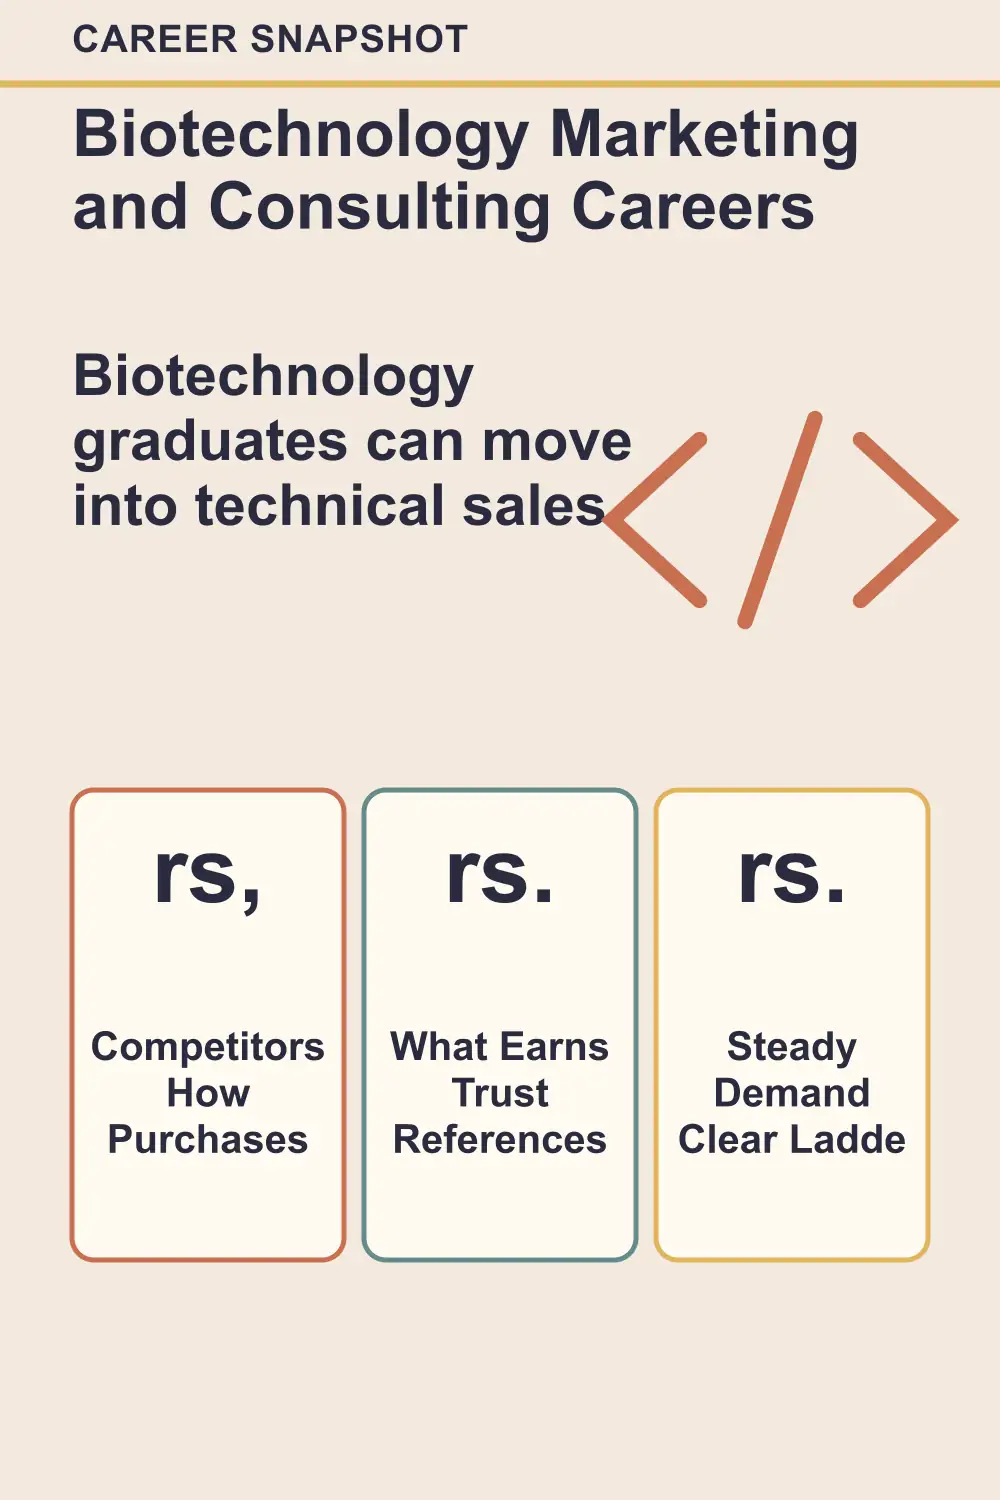 CAREER SNAPSHOT
Biotechnology Marketing
and Consulting Careers
Biotechnology
graduates can move
into technical sales
</>
rs,
Competitors
How
Purchases
rs.
What Earns
Trust
References
rs.
Steady
Demand
Clear Ladde